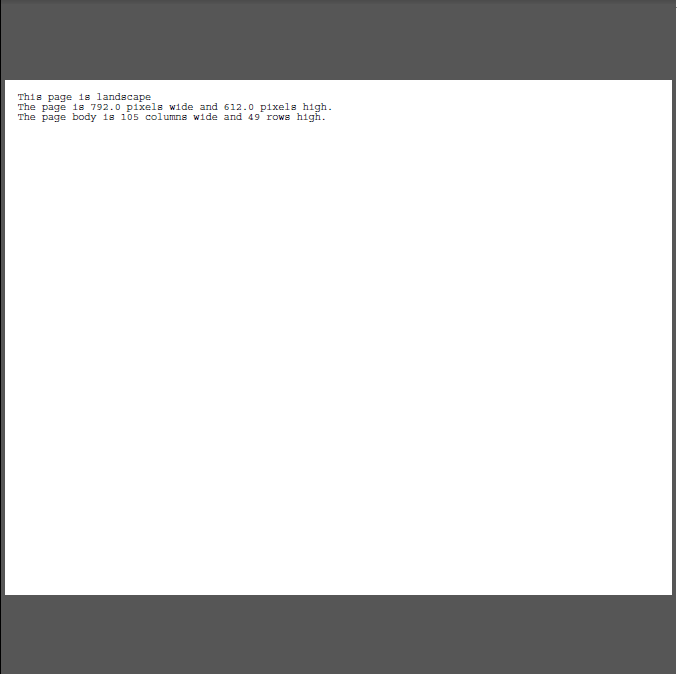 This page is landscape
The page is 792.0 pixels wide and 612.0 pixels high.
The page body is 105 columns wide and 49 rows high.